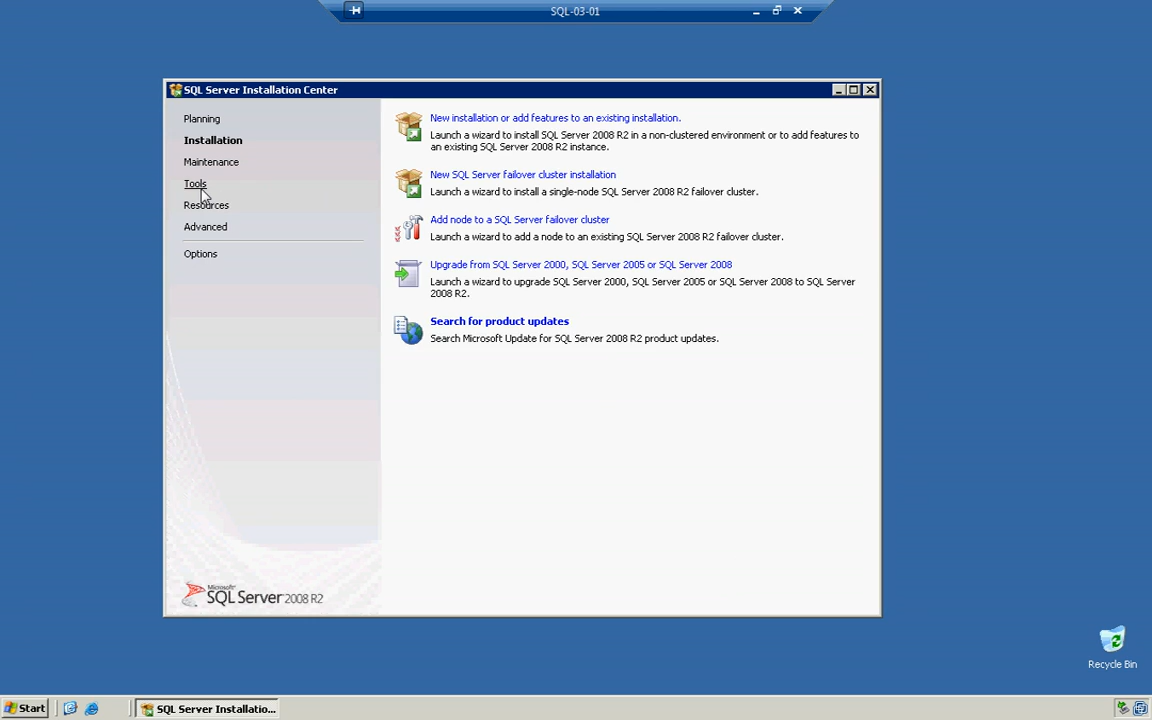 SQL-03-01
SQL Server Installation Center
Planning
Installation
Maintenance
Tools
Resources
Advanced
Options
New installation or add features to an existing installation.
Launch a wizard to install SQL Server 2008 R2 in a non-clustered environment or to add features to
an existing SQL Server 2008 R2 instance.
New SQL Server failover cluster installation
Launch a wizard to install a single-node SQL Server 2008 R2 failover cluster.
Add node to a SQL Server failover cluster
Launch a wizard to add a node to an existing SQL Server 2008 R2 failover cluster.
Upgrade from SQL Server 2000, SQL Server 2005 or SQL Server 2008
Launch a wizard to upgrade SQL Server 2000, SQL Server 2005 or SQL Server 2008 to SQL Server
2008 R2.
Search for product updates
Search Microsoft Update for SQL Server 2008 R2 product updates.
Microsoft
SQL Server 2008 R2
Recycle Bin
Start
SQL Server Installatio...